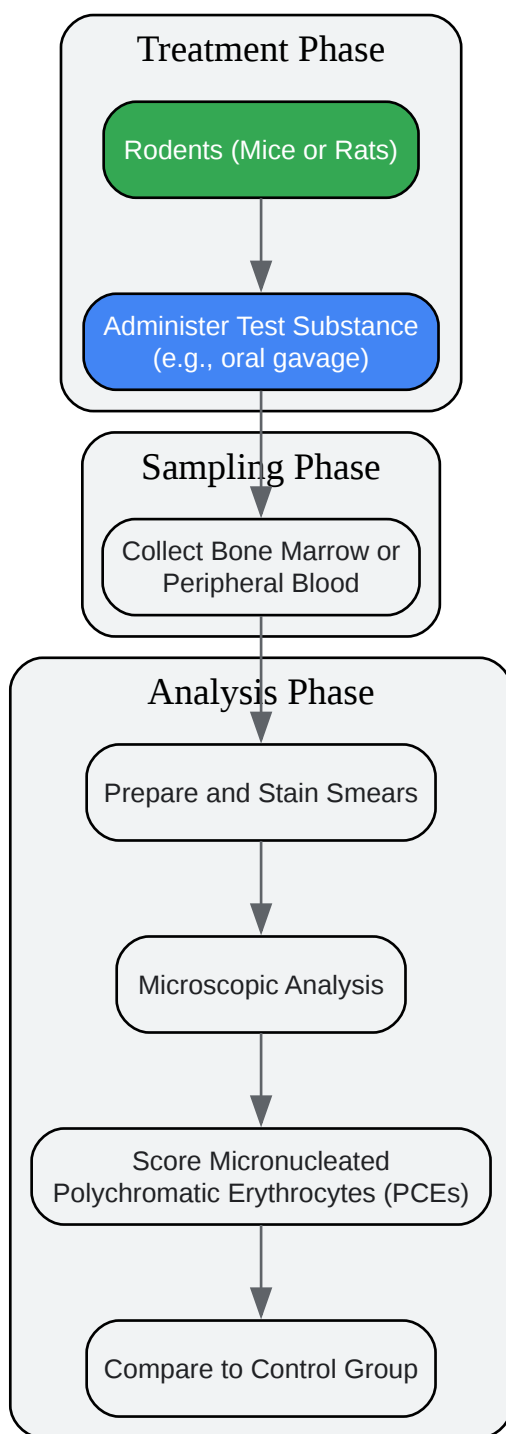 Treatment Phase
Rodents (Mice or Rats)
Administer Test Substance
(e.g., oral gavage)
Sampling Phase
Collect Bone Marrow or
Peripheral Blood
Analysis Phase
Prepare and Stain Smears
Microscopic Analysis
Score Micronucleated
Polychromatic Erythrocytes (PCEs)
Compare to Control Group